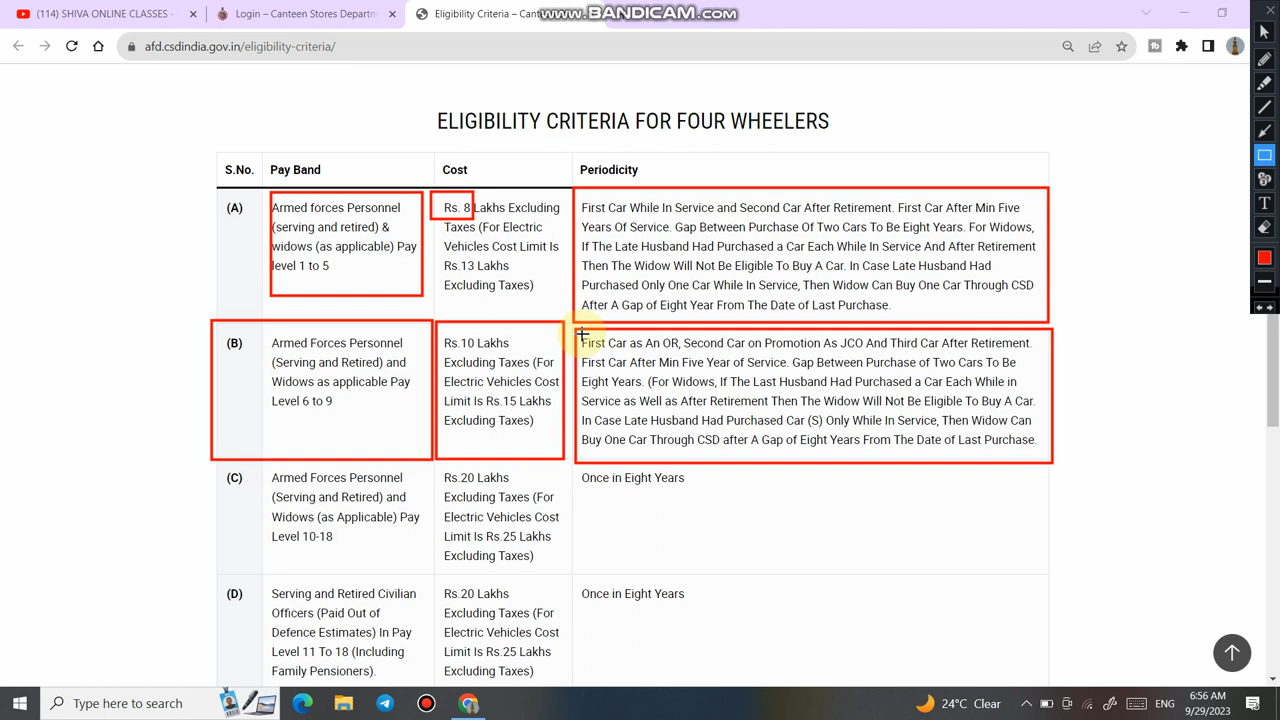 (114) SHIVA ONLINE CLASSES -
Login – Canteen Stores Departm
Eligibility Criteria – Cant
www.BANDICAM.com
afd.csdindia.gov.in/eligibility-criteria/
ELIGIBILITY CRITERIA FOR FOUR WHEELERS
S.No. Pay Band Cost Periodicity
(A)
Armed forces Personnel
(serving and retired) &
widows (as applicable) Pay
level 1 to 5
Rs. 8 Lakhs Excluding
Taxes (For Electric
Vehicles Cost Limit Is
Rs.13 Lakhs
Excluding Taxes)
First Car While In Service and Second Car After Retirement. First Car After Min Five
Years Of Service. Gap Between Purchase Of Two Cars To Be Eight Years. For Widows,
If The Late Husband Had Purchased a Car Each While In Service And After Retirement
Then The Widow Will Not Be Eligible To Buy A Car. In Case Late Husband Had
Purchased Only One Car While In Service, Then Widow Can Buy One Car Through CSD
After A Gap of Eight Year From The Date of Last Purchase.
(B)
Armed Forces Personnel
(Serving and Retired) and
Widows as applicable Pay
Level 6 to 9
Rs.10 Lakhs
Excluding Taxes (For
Electric Vehicles Cost
Limit Is Rs.15 Lakhs
Excluding Taxes)
First Car as An OR, Second Car on Promotion As JCO And Third Car After Retirement.
First Car After Min Five Year of Service. Gap Between Purchase of Two Cars To Be
Eight Years. (For Widows, If The Last Husband Had Purchased a Car Each While in
Service as Well as After Retirement Then The Widow Will Not Be Eligible To Buy A Car.
In Case Late Husband Had Purchased Car (S) Only While In Service, Then Widow Can
Buy One Car Through CSD after A Gap of Eight Years From The Date of Last Purchase.
(C)
Armed Forces Personnel
(Serving and Retired) and
Widows (as Applicable) Pay
Level 10-18
Rs.20 Lakhs
Excluding Taxes (For
Electric Vehicles Cost
Limit Is Rs.25 Lakhs
Excluding Taxes)
Once in Eight Years
(D)
Serving and Retired Civilian
Officers (Paid Out of
Defence Estimates) In Pay
Level 11 To 18 (Including
Family Pensioners).
Rs.20 Lakhs
Excluding Taxes (For
Electric Vehicles Cost
Limit Is Rs.25 Lakhs
Excluding Taxes)
Once in Eight Years
Type here to search
24°C Clear
ENG
6:56 AM
9/29/2023